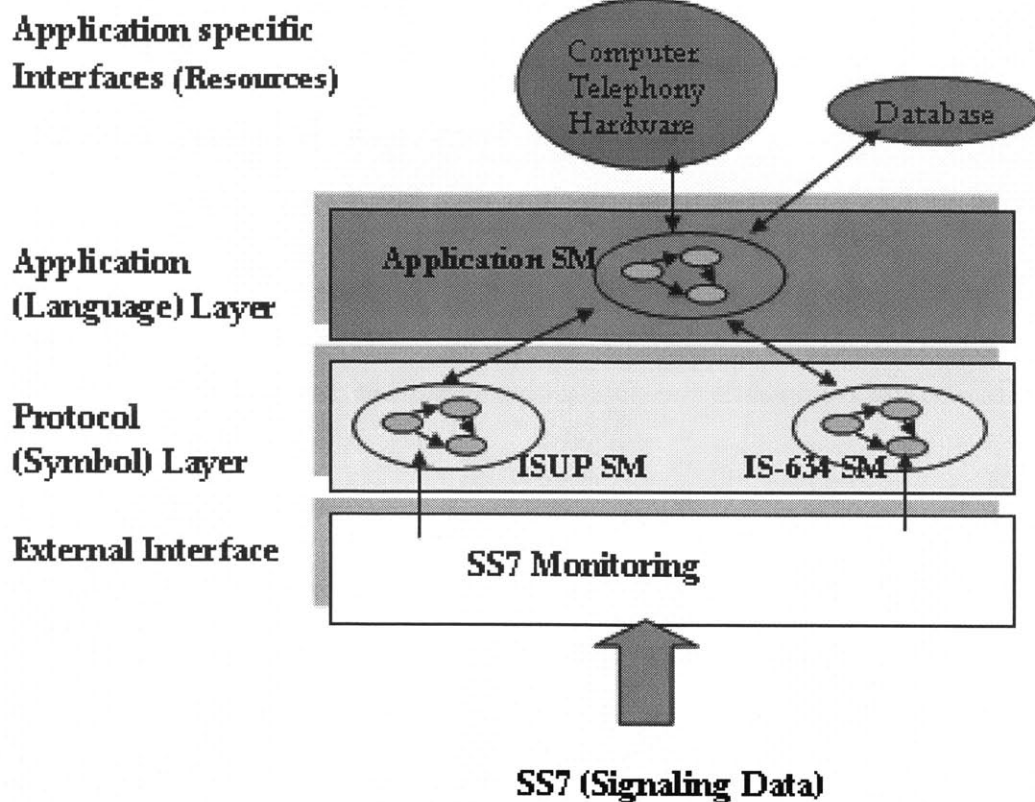 Application specific
Interfaces (Resources)
Computer
Telephony
Hardware
Database
Application
(Language) Layer
Application SM
Protocol
(Symbol) Layer
ISUP SM
IS-634 SM
External Interface
SS7 Monitoring
SS7 (Signaling Data)